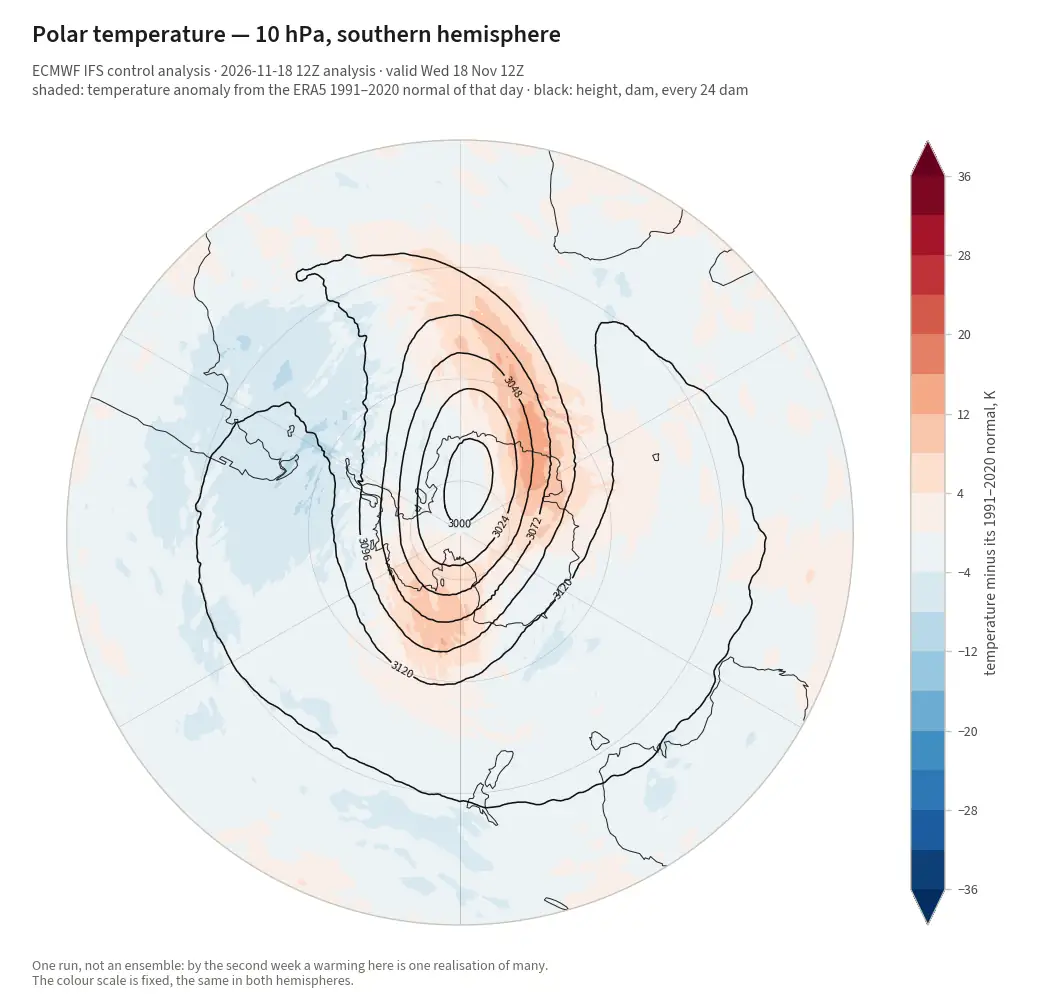 Polar temperature — 10 hPa, southern hemisphere
ECMWF IFS control analysis · 2026-11-18 12Z analysis · valid Wed 18 Nov 12Z
shaded: temperature anomaly from the ERA5 1991–2020 normal of that day · black: height, dam, every 24 dam
36
28
20
12
4
−4
−12
−20
−28
−36
temperature minus its 1991–2020 normal, K
3048
3000
3024
3072
3096
3120
3120
One run, not an ensemble: by the second week a warming here is one realisation of many.
The colour scale is fixed, the same in both hemispheres.